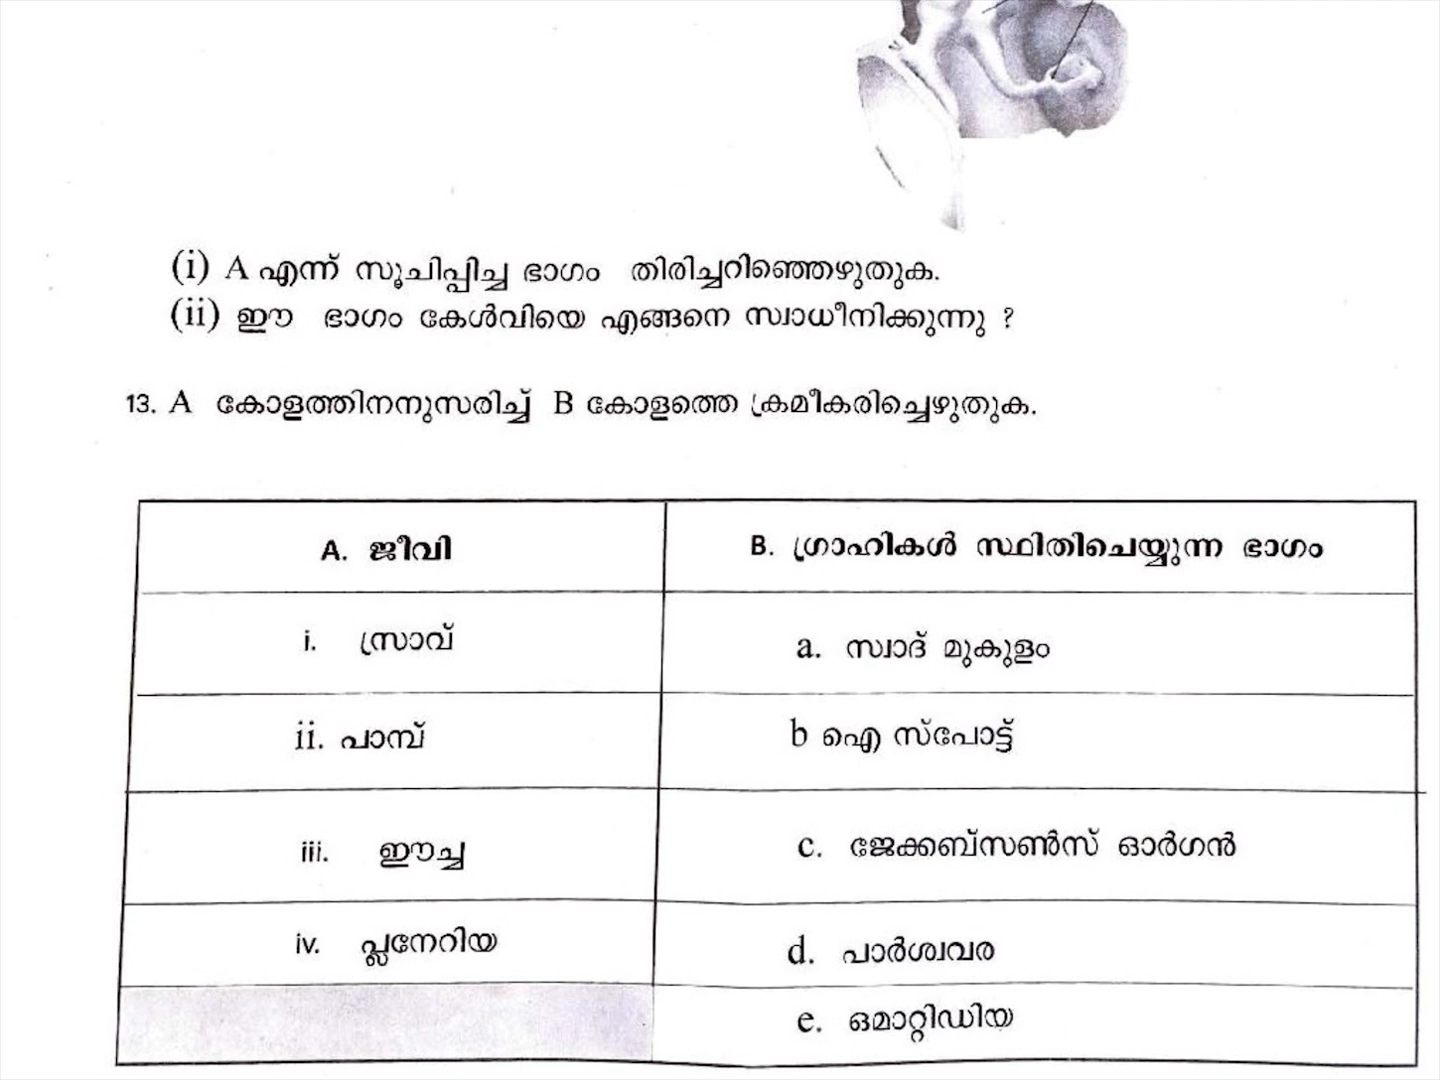 (i) A എന്ന് സൂചിപ്പിച്ച ഭാഗം തിരിച്ചറിഞ്ഞെഴുതുക.
(ii) ഈ ഭാഗം കേൾവിയെ എങ്ങനെ സ്വാധീനിക്കുന്നു ?
13. A കോളത്തിനനുസരിച്ച് B കോളത്തെ ക്രമീകരിച്ചെഴുതുക.
A. ജീവി
B. ഗ്രാഹികൾ സ്ഥിതിചെയ്യുന്ന ഭാഗം
i. സ്രാവ്
a. സ്വാദ് മുകുളം
ii. പാമ്പ്
b ഐ സ്പോട്ട്
iii. ഈച്ച
c. ജേക്കബ്സൺസ് ഓർഗൻ
iv. പ്ലനേറിയ
d. പാർശ്വവര
e. ഒമാറ്റിഡിയ